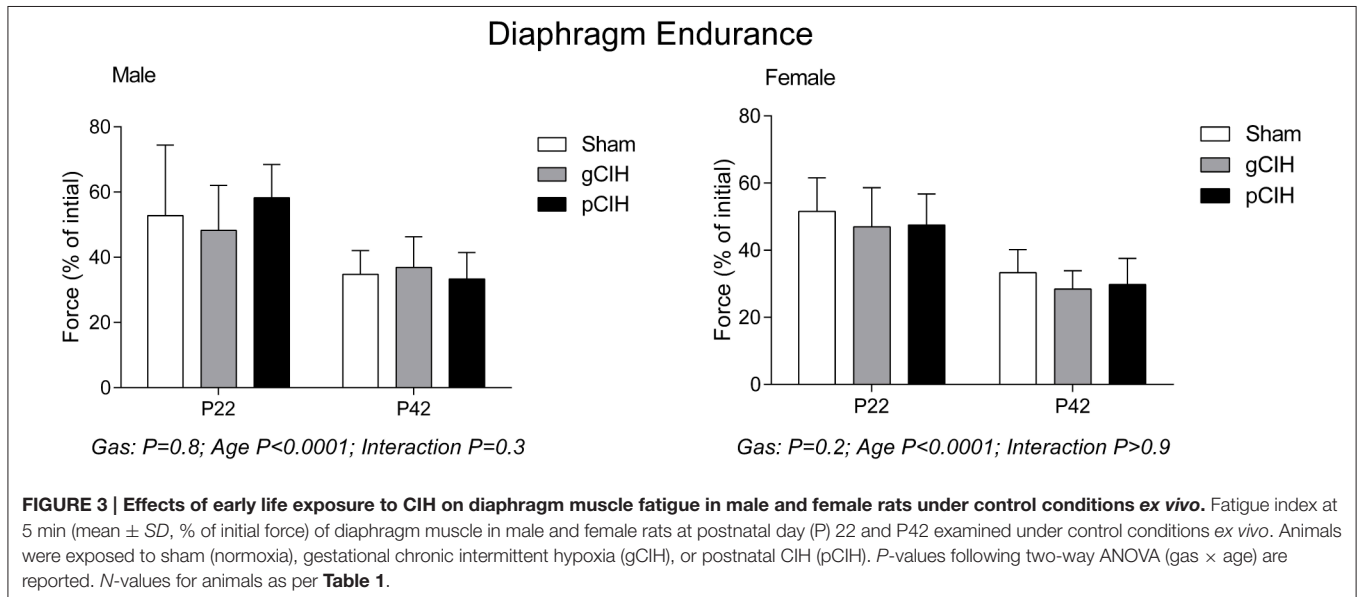 Diaphragm Endurance
Male
80
60
40
20
0
Force (% of intial)
P22
P42
Sham
gCIH
pCIH
Gas: P=0.8; Age P<0.0001; Interaction P=0.3
Female
80
60
40
20
0
Force (% of initial)
P22
P42
Sham
gCIH
pCIH
Gas: P=0.2; Age P<0.0001; Interaction P>0.9
FIGURE 3 | Effects of early life exposure to CIH on diaphragm muscle fatigue in male and female rats under control conditions ex vivo. Fatigue index at
5 min (mean ± SD, % of initial force) of diaphragm muscle in male and female rats at postnatal day (P) 22 and P42 examined under control conditions ex vivo. Animals
were exposed to sham (normoxia), gestational chronic intermittent hypoxia (gCIH), or postnatal CIH (pCIH). P-values following two-way ANOVA (gas × age) are
reported. N-values for animals as per Table 1.